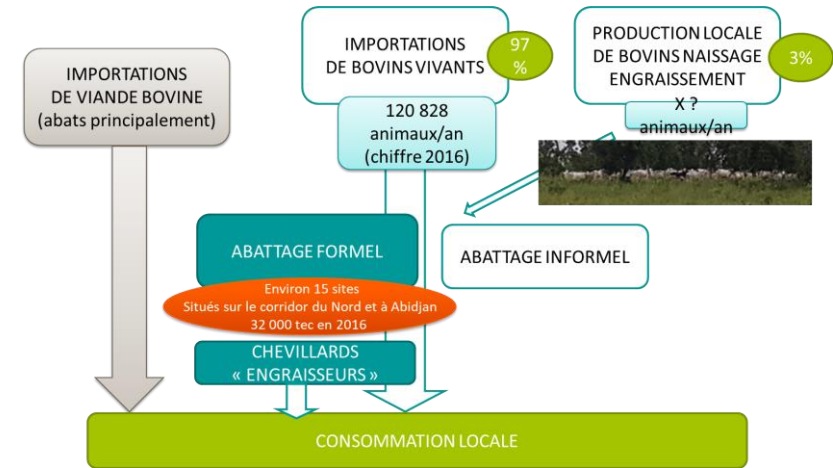 IMPORTATIONS
DE VIANDE BOVINE
(abats principalement)
IMPORTATIONS
DE BOVINS VIVANTS
97
%
120 828
animaux/an
(chiffre 2016)
PRODUCTION LOCALE
DE BOVINS NAISSAGE
ENGRAISSEMENT
3%
X ?
animaux/an
ABATTAGE FORMEL
ABATTAGE INFORMEL
Environ 15 sites
Situés sur le corridor du Nord et à Abidjan
32 000 tec en 2016
CHEVILLARDS
« ENGRAISSEURS »
CONSOMMATION LOCALE